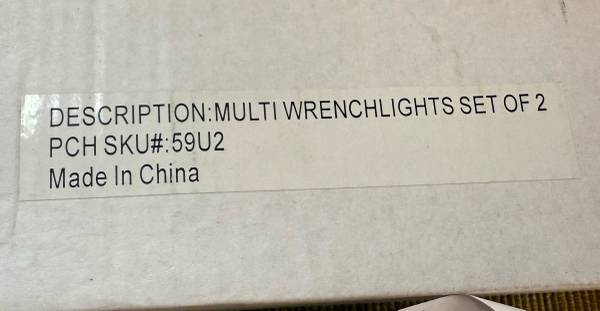 DESCRIPTION:MULTI WRENCHLIGHTS SET OF 2
PCH SKU#:59U2
Made In China